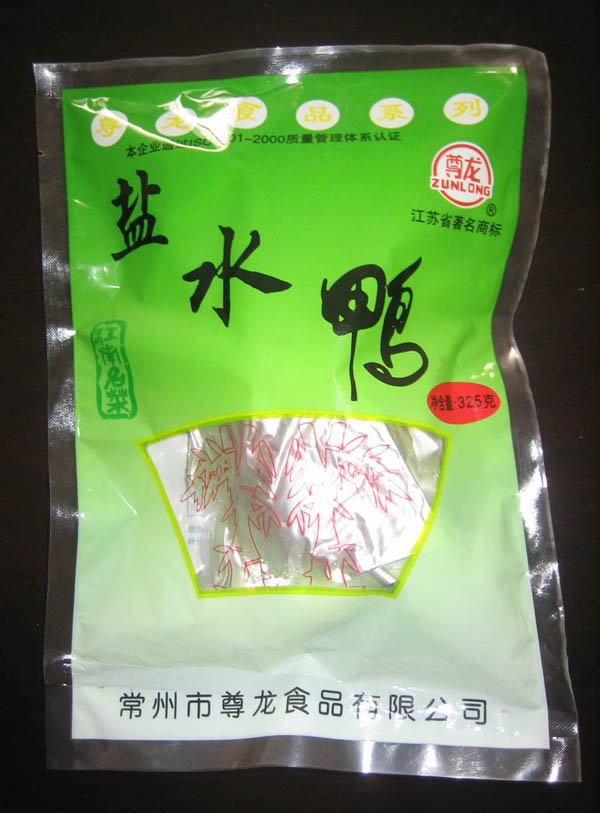 尊龙食品系列
本企业通过ISO9001-2000质量管理体系认证
尊龙
ZUNLONG
®
江苏省著名商标
盐水鸭
江南名菜
净含量:325克
常州市尊龙食品有限公司